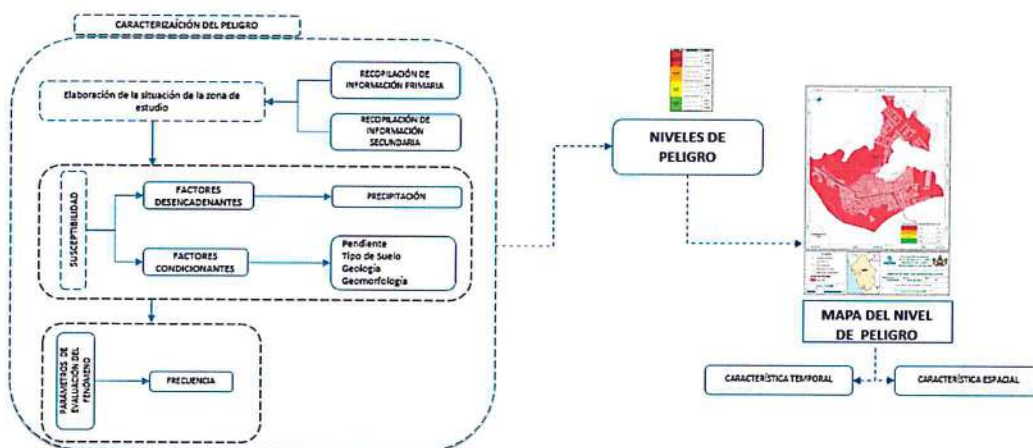 CARACTERIZAÍCIÓN DEL PELIGRO
Elaboración de la situación de la zona de
estudio
RECOPILACIÓN DE
INFORMACIÓN PRIMARIA
RECOPILACIÓN DE
INFORMACIÓN
SECUNDARIA
SUSCEPTIBILIDAD
FACTORES
DESENCADENANTES
PRECIPITACIÓN
FACTORES
CONDICIONANTES
Pendiente
Tipo de Suelo
Geología
Geomorfología
PARÁMETROS DE
EVALUACIÓN DEL
FENÓMENO
FRECUENCIA
NIVELES DE
PELIGRO
MAPA DEL NIVEL
DE PELIGRO
CARACTERÍSTICA TEMPORAL
CARACTERÍSTICA ESPACIAL